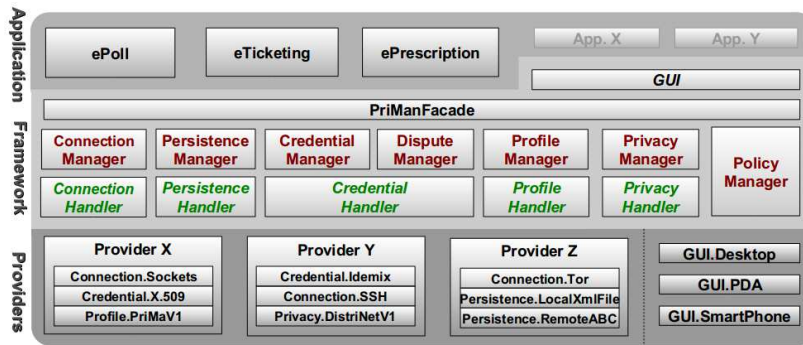 Application
ePoll
eTicketing
ePrescription
App. X
App. Y
GUI
Framework
PriManFacade
Connection
Manager
Persistence
Manager
Credential
Manager
Dispute
Manager
Profile
Manager
Privacy
Manager
Policy
Manager
Connection
Handler
Persistence
Handler
Credential
Handler
Profile
Handler
Privacy
Handler
Providers
Provider X
Connection.Sockets
Credential.X.509
Profile.PriMaV1
Provider Y
Credential.Idemix
Connection.SSH
Privacy.DistriNetV1
Provider Z
Connection.Tor
Persistence.LocalXmlFile
Persistence.RemoteABC
GUI.Desktop
GUI.PDA
GUI.SmartPhone